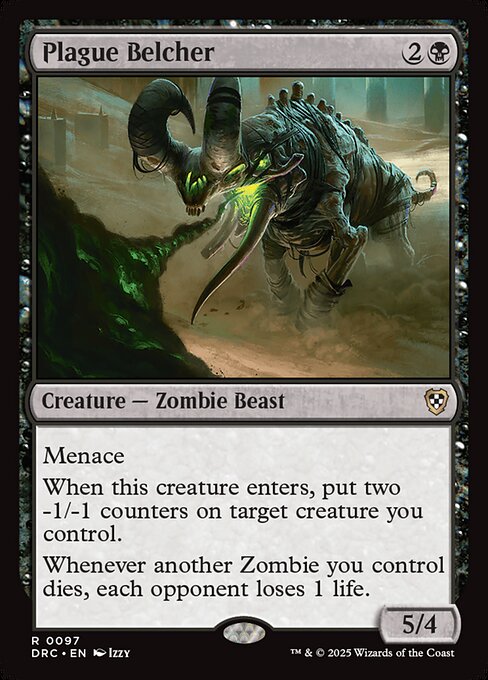 Plague Belcher 2
Creature — Zombie Beast
Menace
When this creature enters, put two
-1/-1 counters on target creature you
control.
Whenever another Zombie you control
dies, each opponent loses 1 life.
5/4
R 0097
DRC • EN Izzy
™ & © 2025 Wizards of the Coast